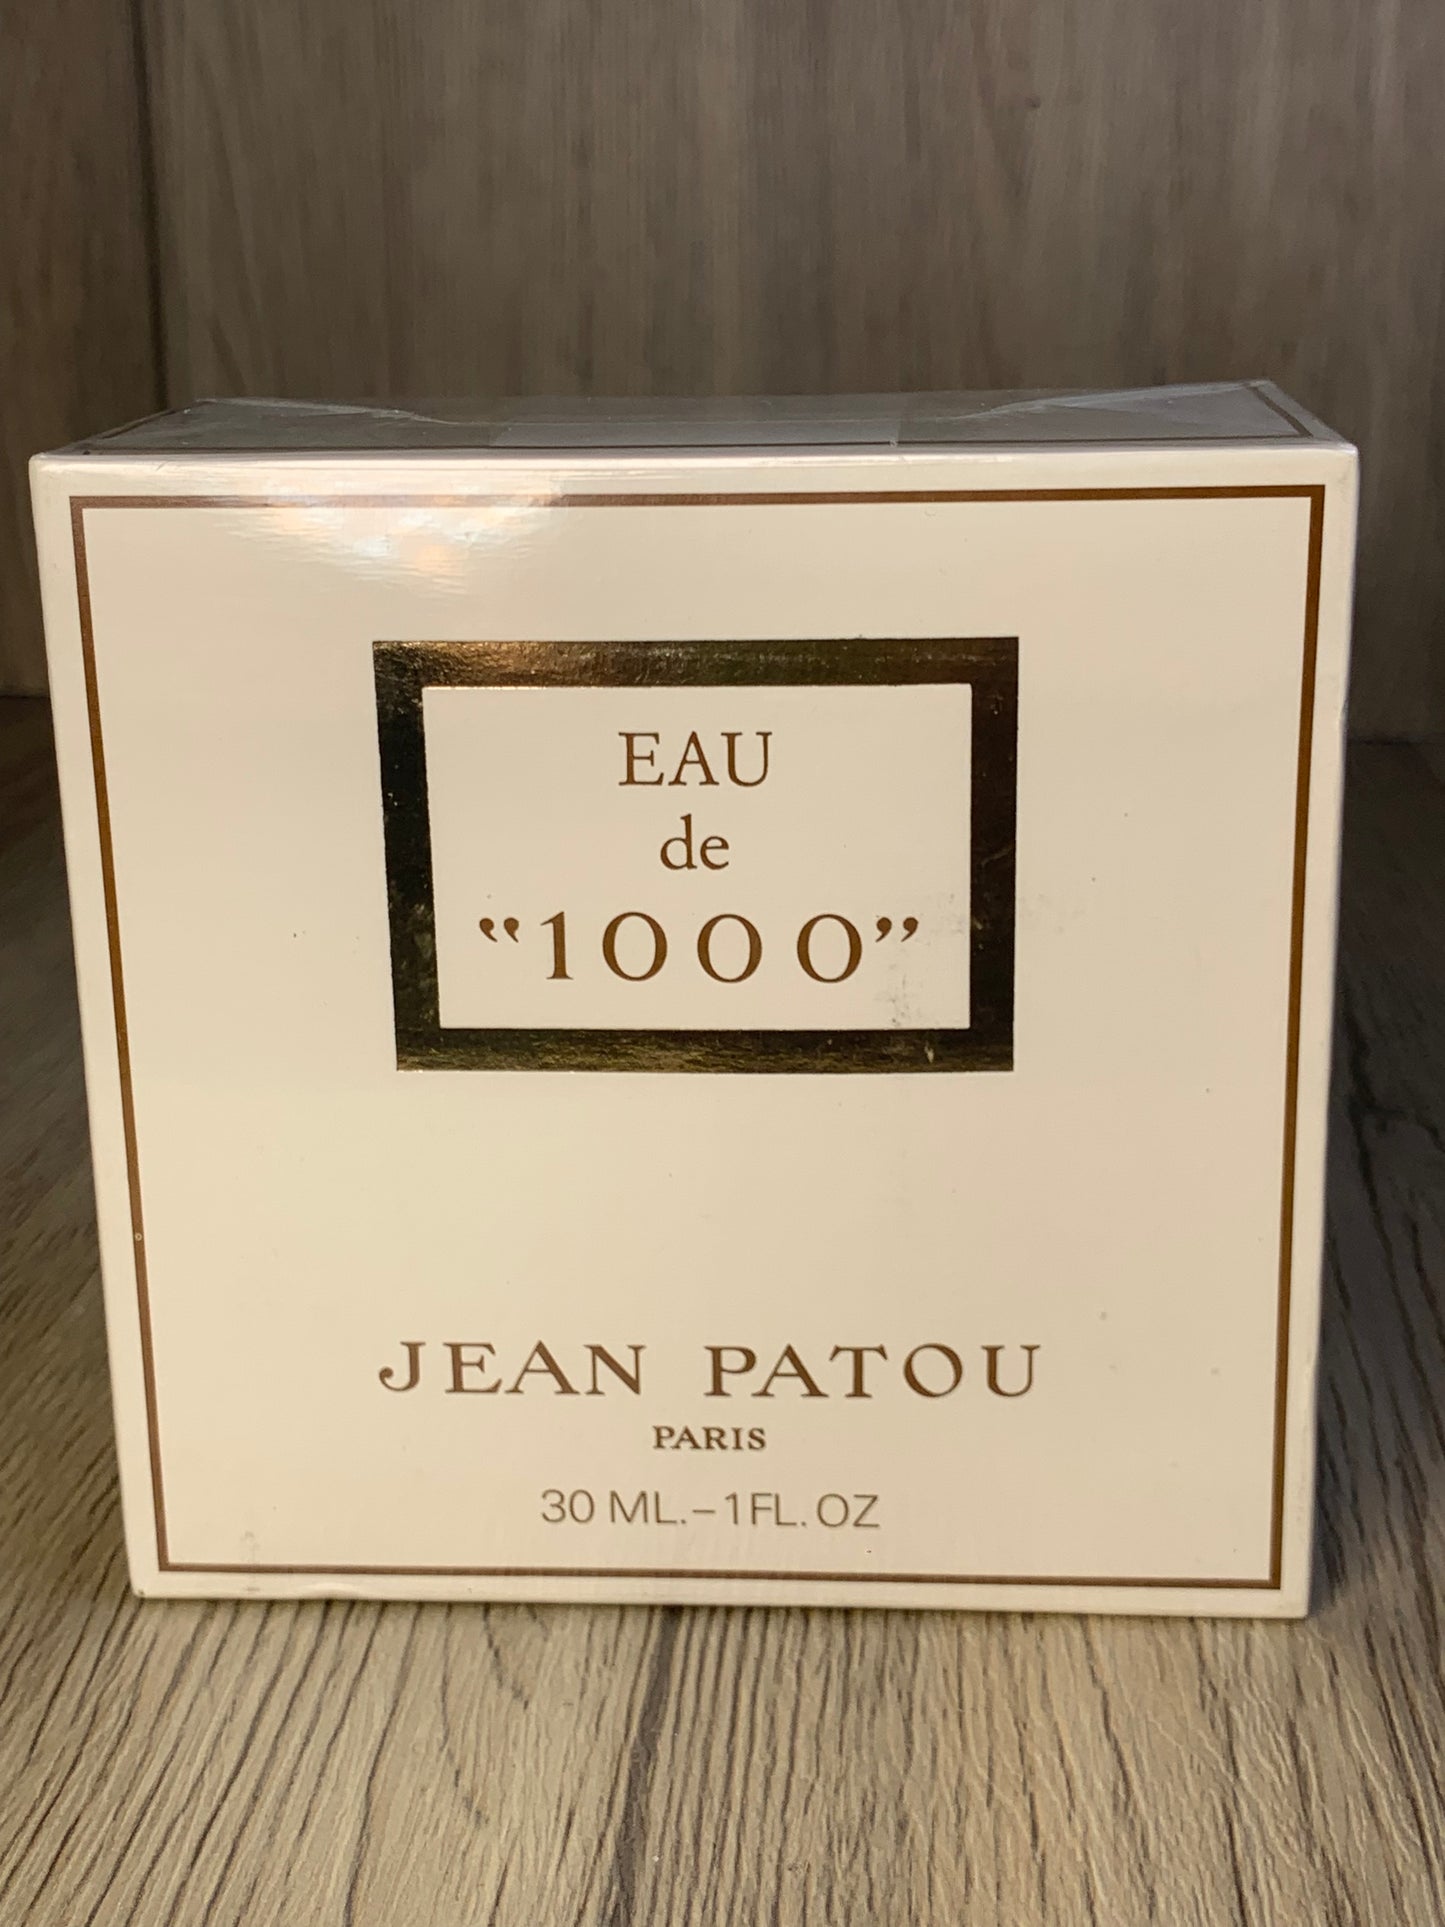 EAU
de
“1000”
JEAN PATOU
PARIS
30 ML.–1FL.OZ